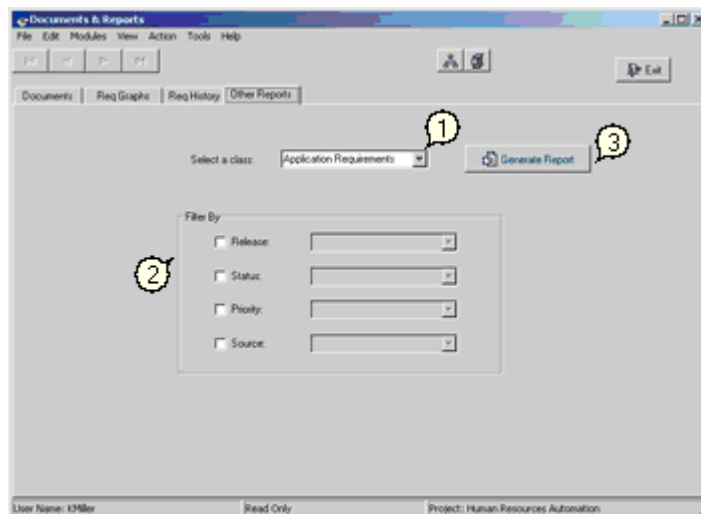 Documents & Reports
File Edit Modules View Action Tools Help
Exit
Documents Req Graphs Req History Other Reports
1
Select a class: Application Requirements Generate Report 3
Filter By
Release:
2 Status:
Priority:
Source:
User Name: KMiller Read Only Project: Human Resources Automation